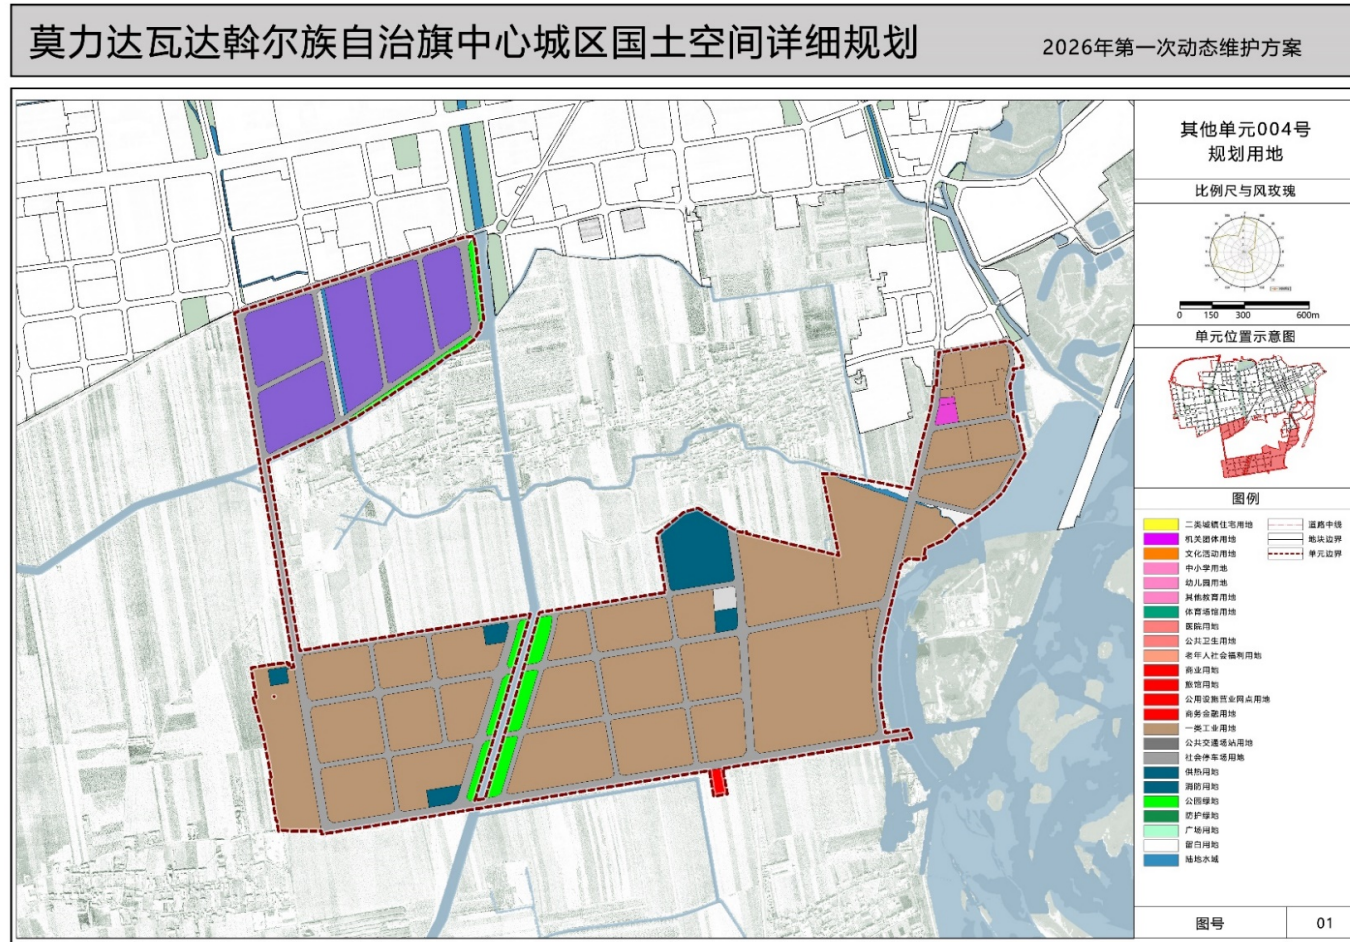 莫力达瓦达斡尔族自治旗中心城区国土空间详细规划
2026年第一次动态维护方案
其他单元004号
规划用地
比例尺与风玫瑰
0 150 300 600m
单元位置示意图
图例
二类城镇住宅用地
机关团体用地
文化活动用地
中小学用地
幼儿园用地
其他教育用地
体育场馆用地
医院用地
公共卫生用地
老年人社会福利用地
商业用地
旅馆用地
公用设施营业网点用地
商务金融用地
一类工业用地
公共交通场站用地
社会停车场用地
供热用地
消防用地
公园绿地
防护绿地
广场用地
留白用地
陆地水域
道路中线
地块边界
单元边界
图号 01